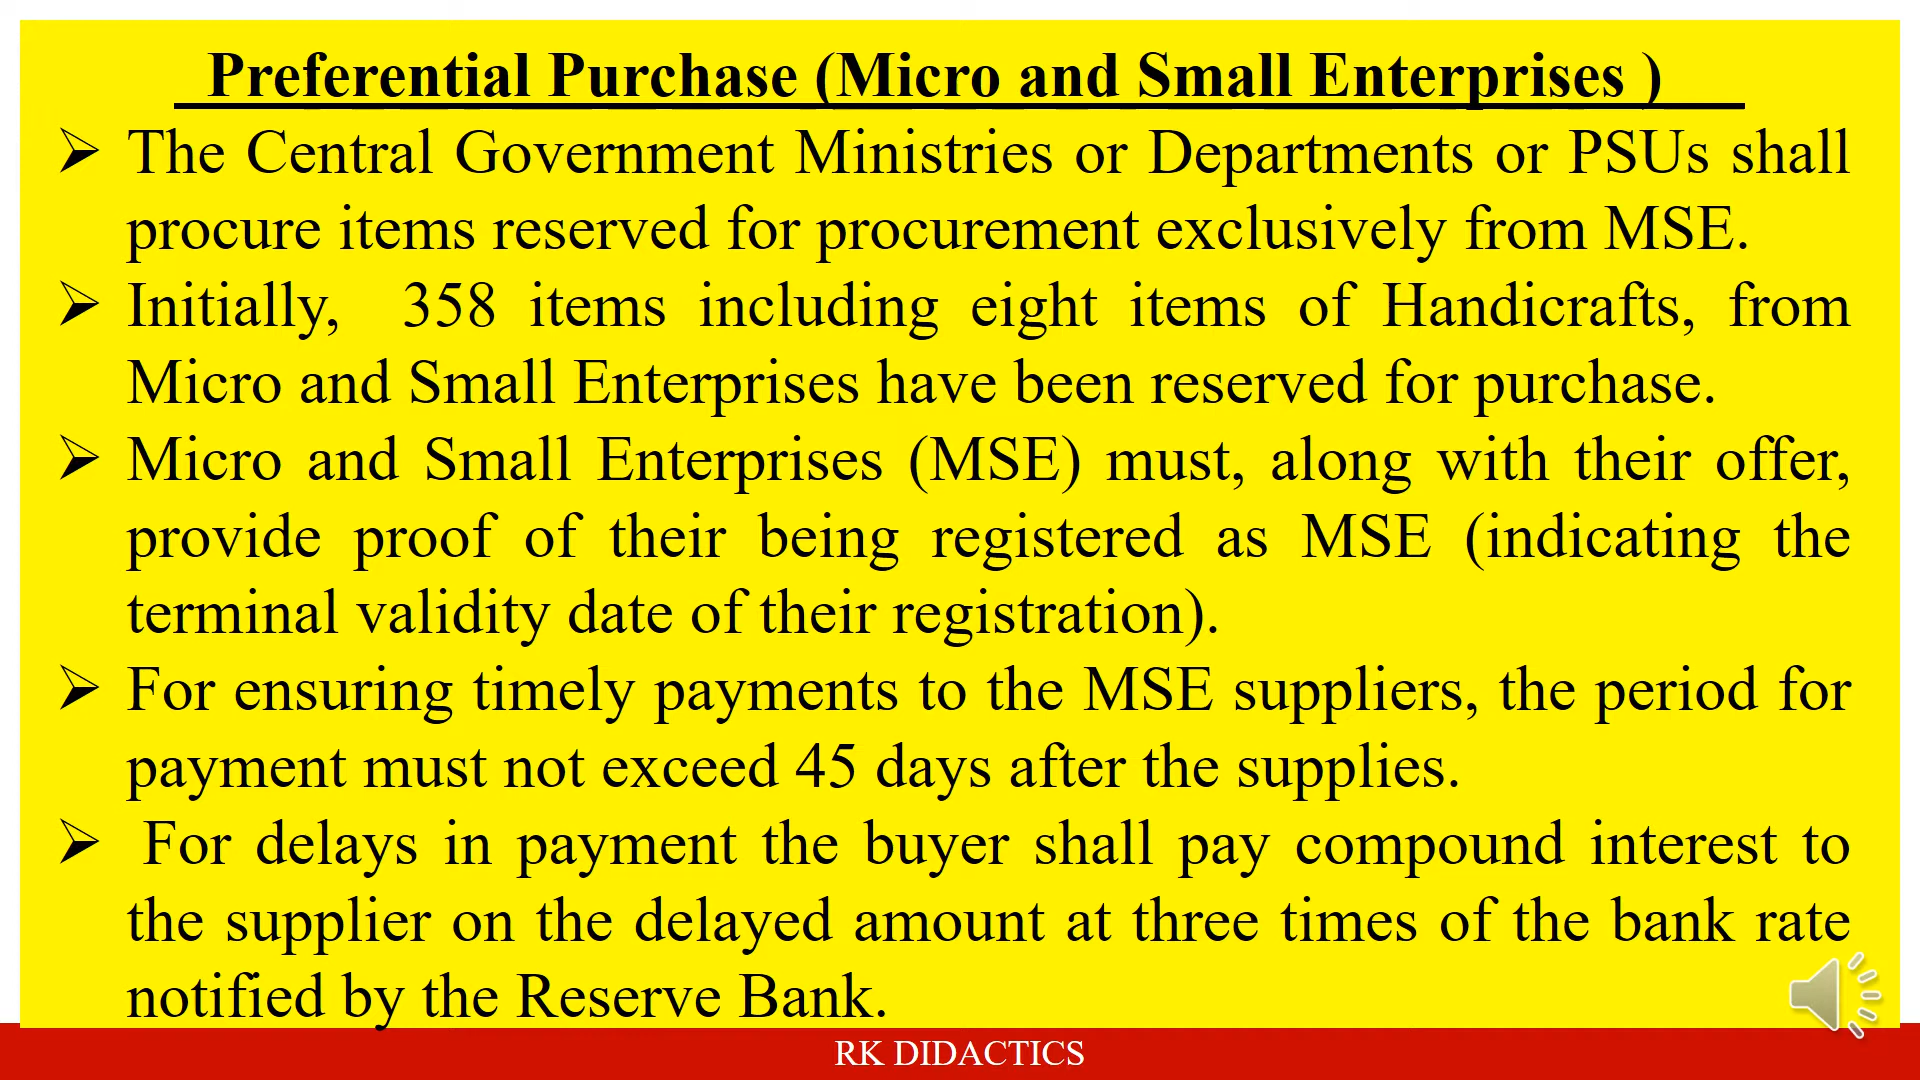 Preferential Purchase (Micro and Small Enterprises )
➢ The Central Government Ministries or Departments or PSUs shall
procure items reserved for procurement exclusively from MSE.
➢ Initially, 358 items including eight items of Handicrafts, from
Micro and Small Enterprises have been reserved for purchase.
➢ Micro and Small Enterprises (MSE) must, along with their offer,
provide proof of their being registered as MSE (indicating the
terminal validity date of their registration).
➢ For ensuring timely payments to the MSE suppliers, the period for
payment must not exceed 45 days after the supplies.
➢ For delays in payment the buyer shall pay compound interest to
the supplier on the delayed amount at three times of the bank rate
notified by the Reserve Bank.
RK DIDACTICS